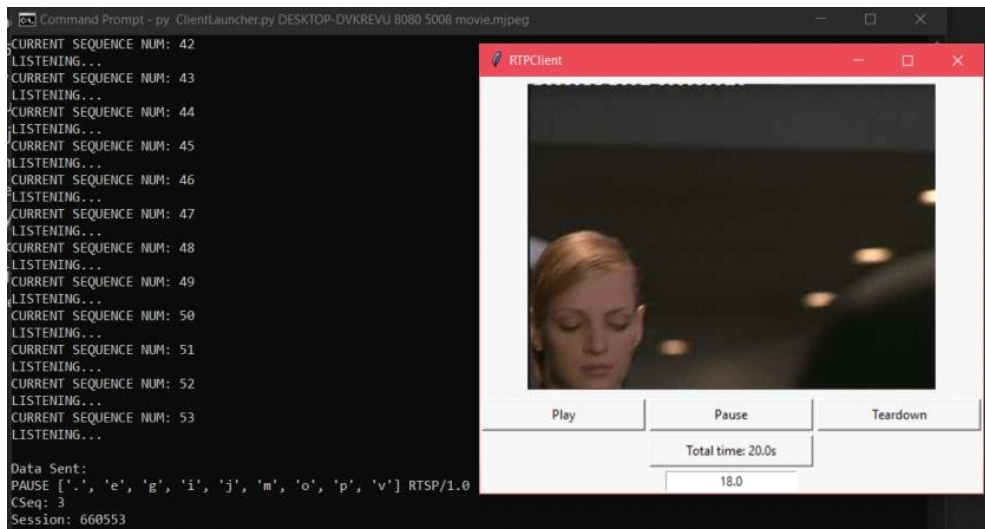 Command Prompt - py ClientLauncher.py DESKTOP-DVKREVU 8080 5008 movie.mjpeg
CURRENT SEQUENCE NUM: 42
LISTENING...
CURRENT SEQUENCE NUM: 43
LISTENING...
CURRENT SEQUENCE NUM: 44
LISTENING...
CURRENT SEQUENCE NUM: 45
LISTENING...
CURRENT SEQUENCE NUM: 46
LISTENING...
CURRENT SEQUENCE NUM: 47
LISTENING...
CURRENT SEQUENCE NUM: 48
LISTENING...
CURRENT SEQUENCE NUM: 49
LISTENING...
CURRENT SEQUENCE NUM: 50
LISTENING...
CURRENT SEQUENCE NUM: 51
LISTENING...
CURRENT SEQUENCE NUM: 52
LISTENING...
CURRENT SEQUENCE NUM: 53
LISTENING...
Data Sent:
PAUSE ['.', 'e', 'g', 'i', 'j', 'm', 'o', 'p', 'v'] RTSP/1.0
CSeq: 3
Session: 660553
RTPClient
Play Pause Teardown
Total time: 20.0s
18.0